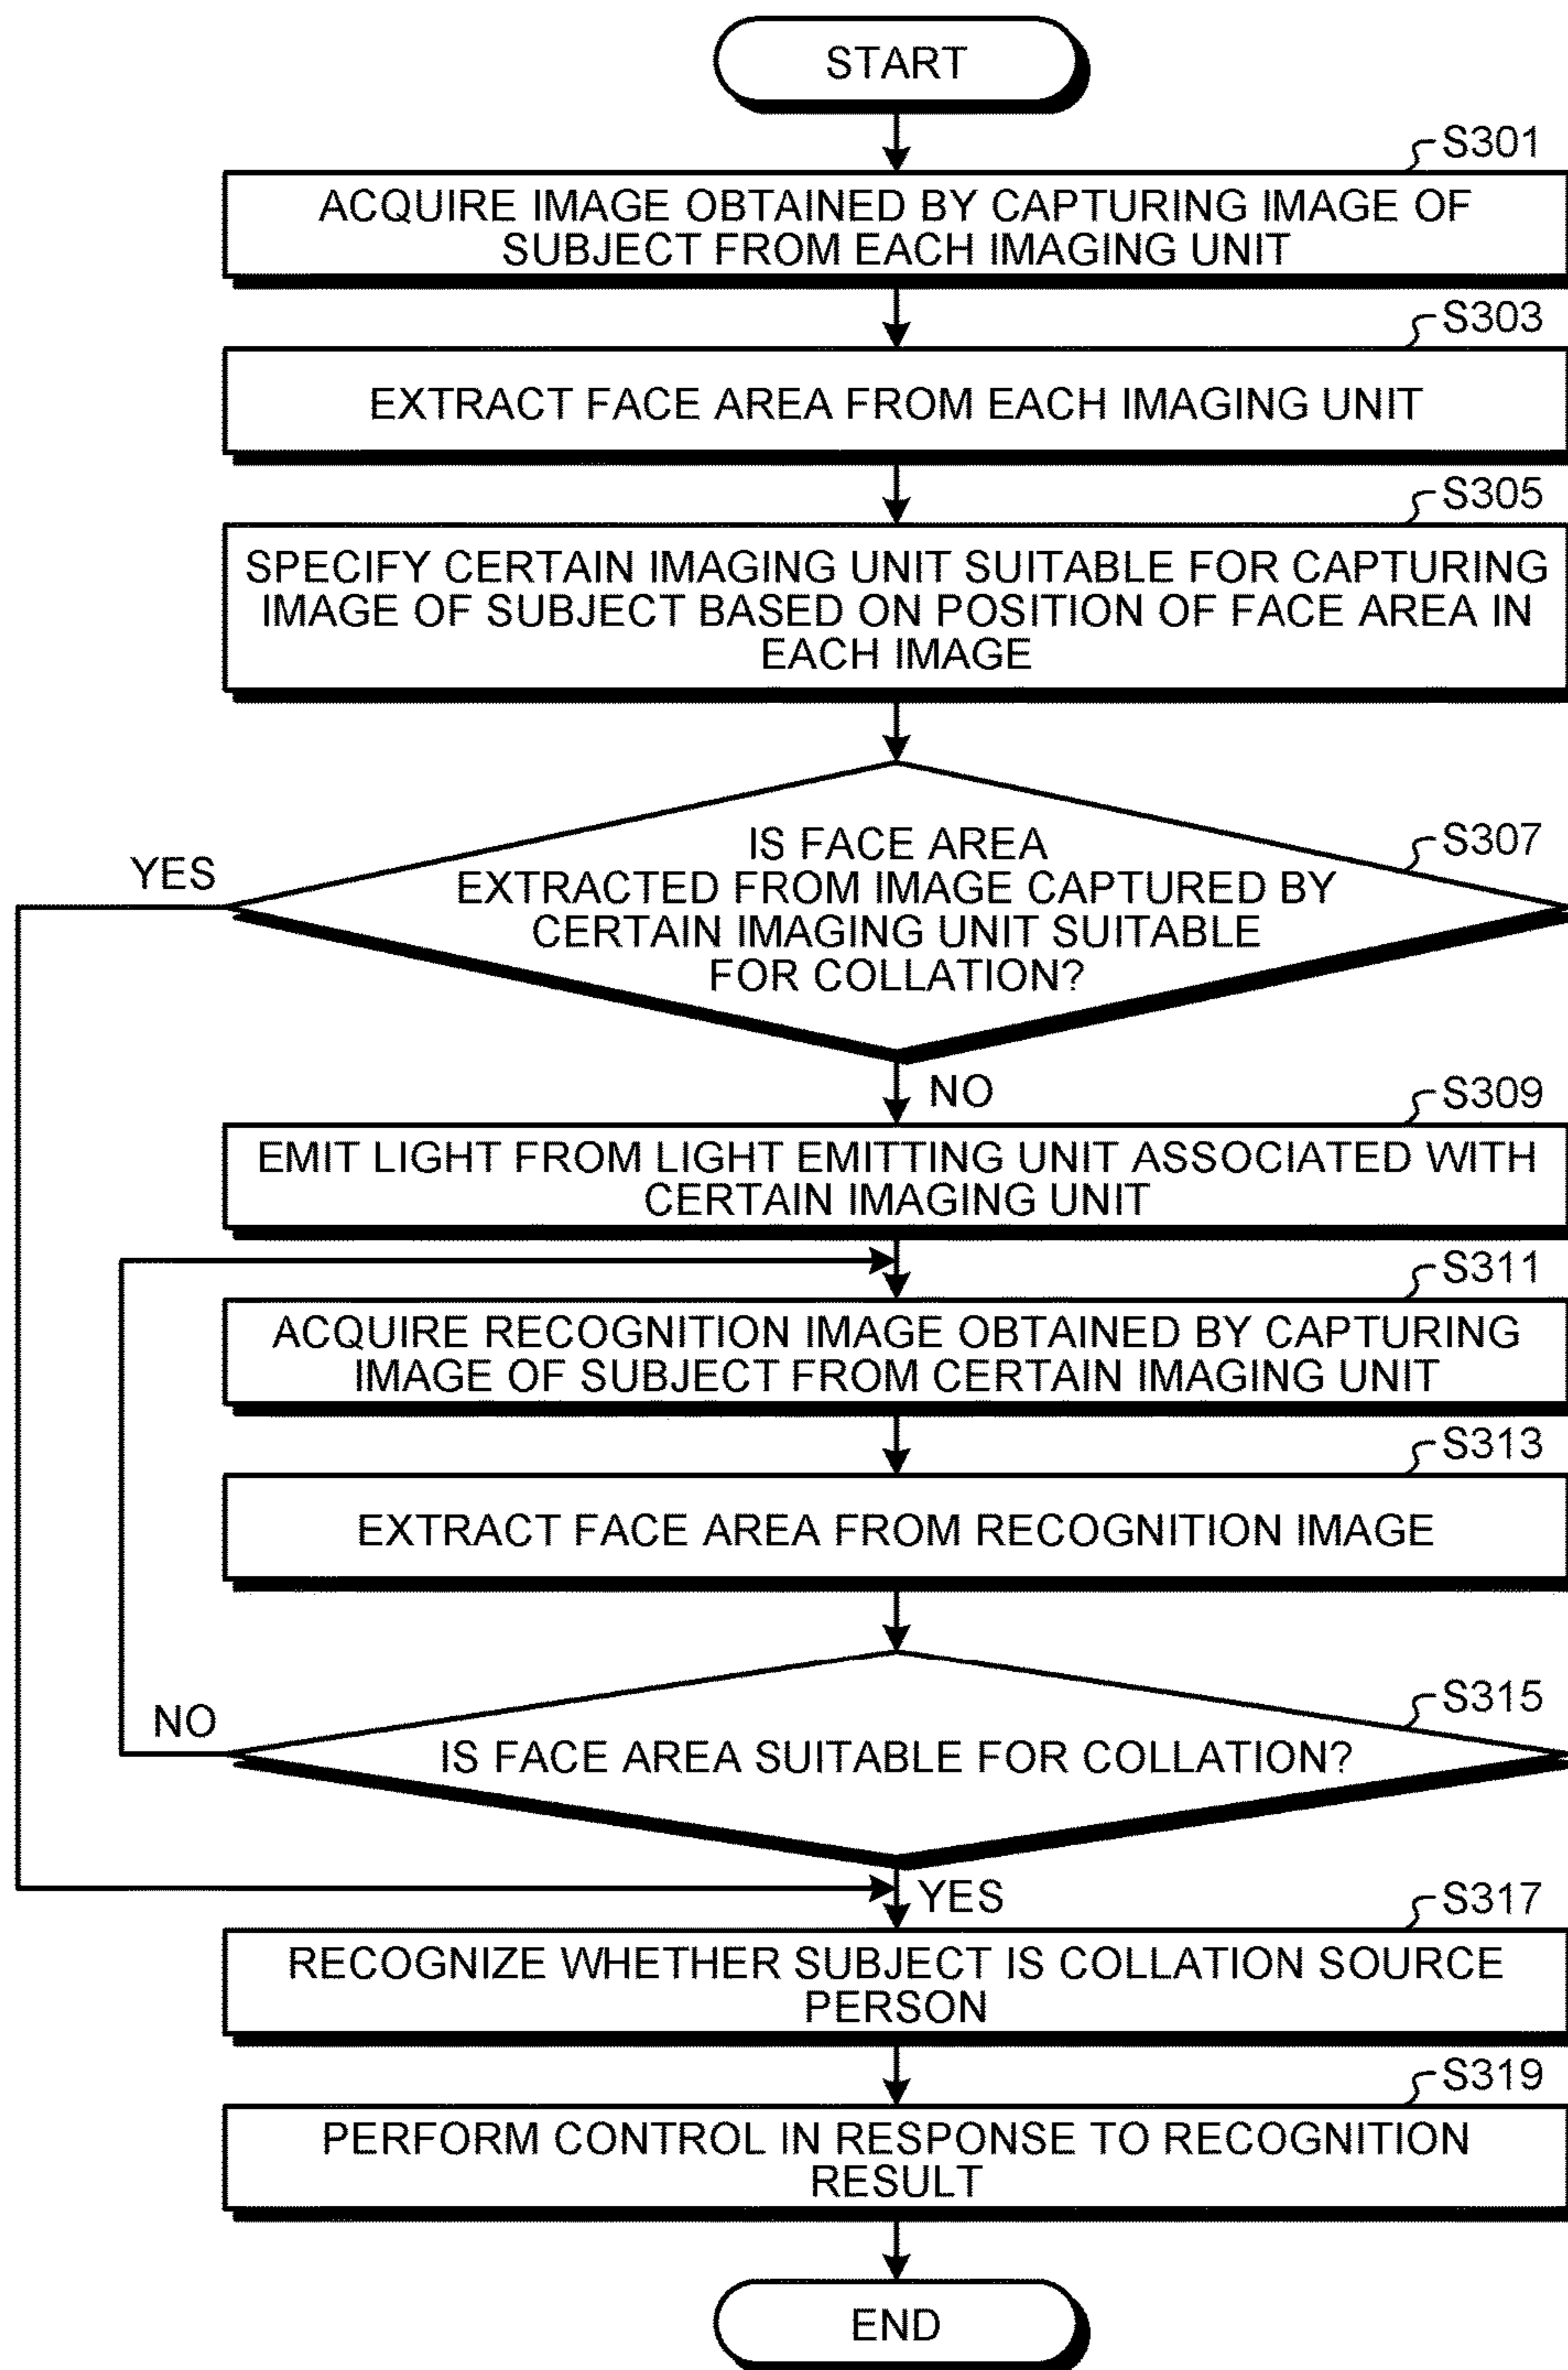 START
S301
ACQUIRE IMAGE OBTAINED BY CAPTURING IMAGE OF
SUBJECT FROM EACH IMAGING UNIT
S303
EXTRACT FACE AREA FROM EACH IMAGING UNIT
S305
SPECIFY CERTAIN IMAGING UNIT SUITABLE FOR CAPTURING
IMAGE OF SUBJECT BASED ON POSITION OF FACE AREA IN
EACH IMAGE
S307
YES
IS FACE AREA
EXTRACTED FROM IMAGE CAPTURED BY
CERTAIN IMAGING UNIT SUITABLE
FOR COLLATION?
NO
S309
EMIT LIGHT FROM LIGHT EMITTING UNIT ASSOCIATED WITH
CERTAIN IMAGING UNIT
S311
ACQUIRE RECOGNITION IMAGE OBTAINED BY CAPTURING
IMAGE OF SUBJECT FROM CERTAIN IMAGING UNIT
S313
EXTRACT FACE AREA FROM RECOGNITION IMAGE
S315
NO
IS FACE AREA SUITABLE FOR COLLATION?
YES
S317
RECOGNIZE WHETHER SUBJECT IS COLLATION SOURCE
PERSON
S319
PERFORM CONTROL IN RESPONSE TO RECOGNITION
RESULT
END